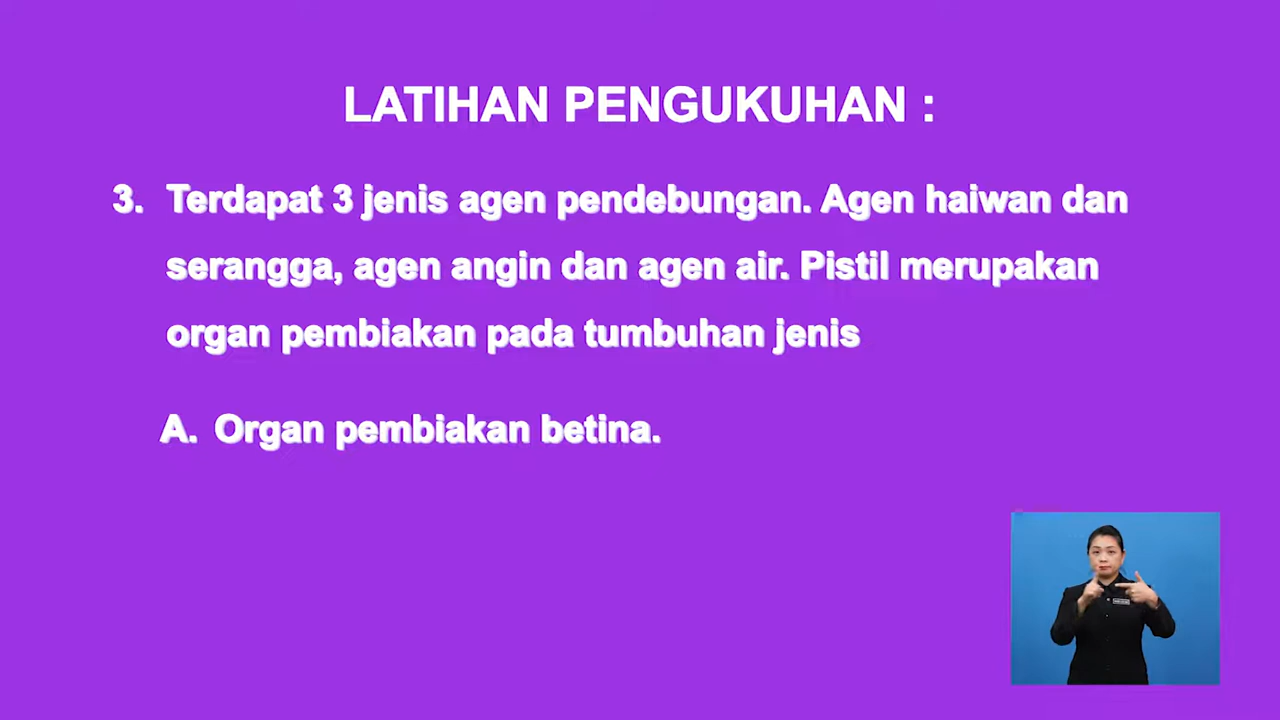 LATIHAN PENGUKUHAN :
3. Terdapat 3 jenis agen pendebungan. Agen haiwan dan
serangga, agen angin dan agen air. Pistil merupakan
organ pembiakan pada tumbuhan jenis
A. Organ pembiakan betina.